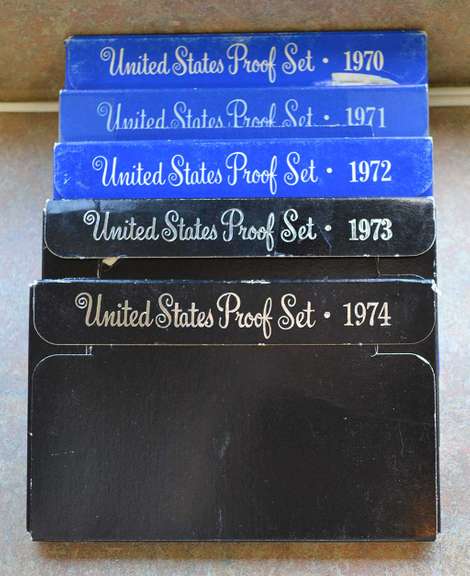 United States Proof Set · 1970
United States Proof Set · 1971
United States Proof Set · 1972
United States Proof Set · 1973
United States Proof Set · 1974